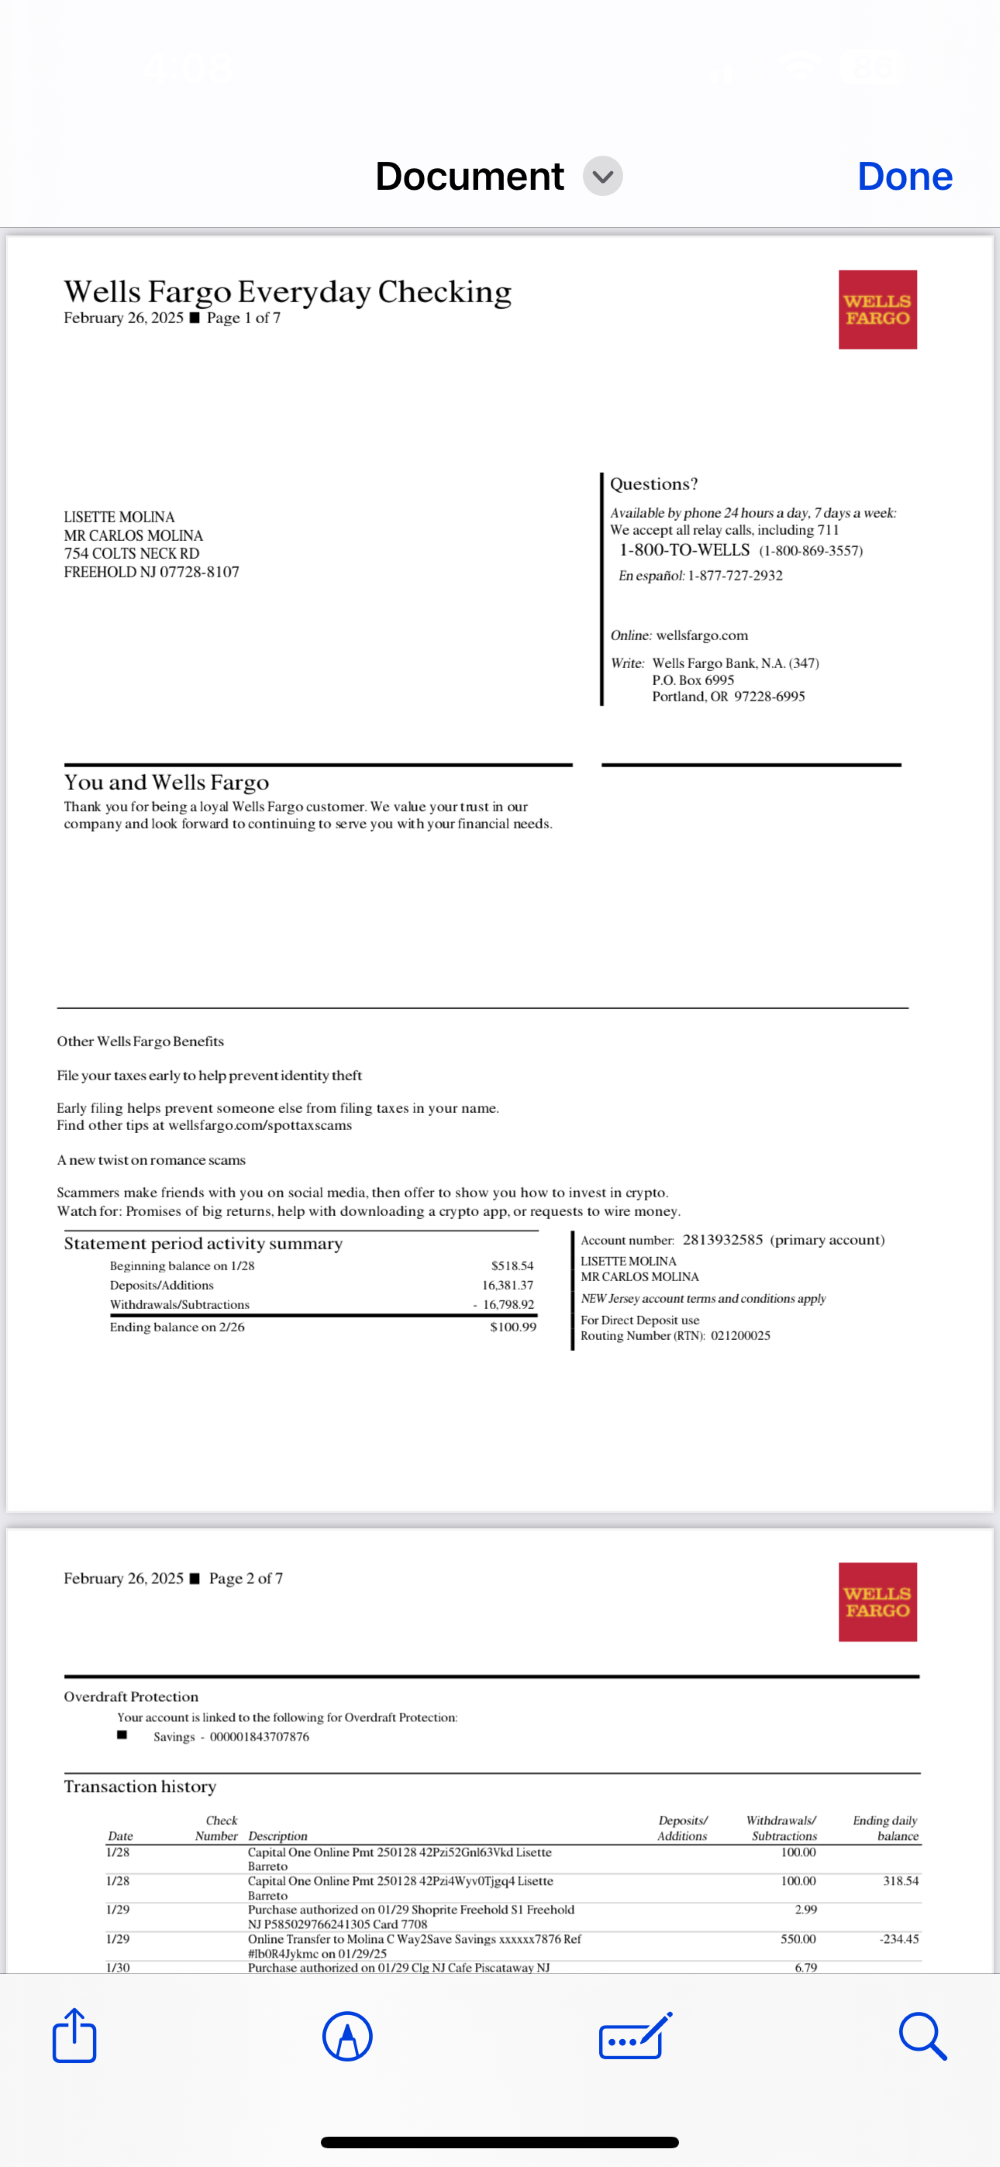 4:08
86
Document
Done
Wells Fargo Everyday Checking
February 26, 2025 ■ Page 1 of 7
WELLS
FARGO
LISETTE MOLINA
MR CARLOS MOLINA
754 COLTS NECK RD
FREEHOLD NJ 07728-8107
Questions?
Available by phone 24 hours a day, 7 days a week:
We accept all relay calls, including 711
1-800-TO-WELLS (1-800-869-3557)
En español: 1-877-727-2932
Online: wellsfargo.com
Write: Wells Fargo Bank, N.A. (347)
P.O. Box 6995
Portland, OR 97228-6995
You and Wells Fargo
Thank you for being a loyal Wells Fargo customer. We value your trust in our
company and look forward to continuing to serve you with your financial needs.
Other Wells Fargo Benefits
File your taxes early to help prevent identity theft
Early filing helps prevent someone else from filing taxes in your name.
Find other tips at wellsfargo.com/spottaxscams
A new twist on romance scams
Scammers make friends with you on social media, then offer to show you how to invest in crypto.
Watch for: Promises of big returns, help with downloading a crypto app, or requests to wire money.
Statement period activity summary
Beginning balance on 1/28 $518.54
Deposits/Additions 16,381.37
Withdrawals/Subtractions - 16,798.92
Ending balance on 2/26 $100.99
Account number: 2813932585 (primary account)
LISETTE MOLINA
MR CARLOS MOLINA
NEW Jersey account terms and conditions apply
For Direct Deposit use
Routing Number (RTN): 021200025
February 26, 2025 ■ Page 2 of 7
WELLS
FARGO
Overdraft Protection
Your account is linked to the following for Overdraft Protection:
■ Savings - 000001843707876
Transaction history
Check Deposits/ Withdrawals/ Ending daily
Date Number Description Additions Subtractions balance
1/28 Capital One Online Pmt 250128 42Pzi52Gnl63Vkd Lisette 100.00
Barreto
1/28 Capital One Online Pmt 250128 42Pzi4Wyv0Tjgq4 Lisette 100.00 318.54
Barreto
1/29 Purchase authorized on 01/29 Shoprite Freehold S1 Freehold 2.99
NJ P585029766241305 Card 7708
1/29 Online Transfer to Molina C Way2Save Savings xxxxxx7876 Ref 550.00 -234.45
#Ib0R4Jykmc on 01/29/25
1/30 Purchase authorized on 01/29 Clg NJ Cafe Piscataway NJ 6.79